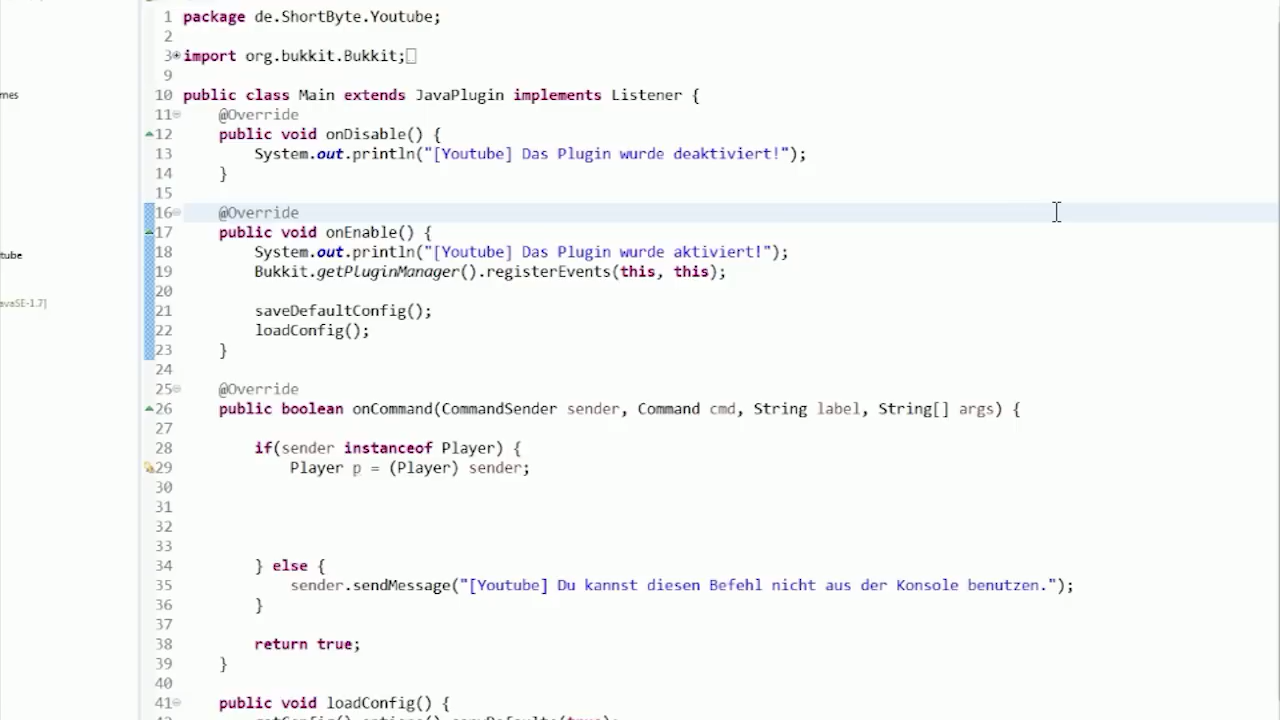 1 package de.ShortByte.Youtube;
2
3 import org.bukkit.Bukkit;
9
mes
10 public class Main extends JavaPlugin implements Listener {
11 @Override
12 public void onDisable() {
13 System.out.println("[Youtube] Das Plugin wurde deaktiviert!");
14 }
15
16 @Override
17 public void onEnable() {
tube
18 System.out.println("[Youtube] Das Plugin wurde aktiviert!");
19 Bukkit.getPluginManager().registerEvents(this, this);
20
avaSE-1.7]
21 saveDefaultConfig();
22 loadConfig();
23 }
24
25 @Override
26 public boolean onCommand(CommandSender sender, Command cmd, String label, String[] args) {
27
28 if(sender instanceof Player) {
29 Player p = (Player) sender;
30
31
32
33
34 } else {
35 sender.sendMessage("[Youtube] Du kannst diesen Befehl nicht aus der Konsole benutzen.");
36 }
37
38 return true;
39 }
40
41 public void loadConfig() {